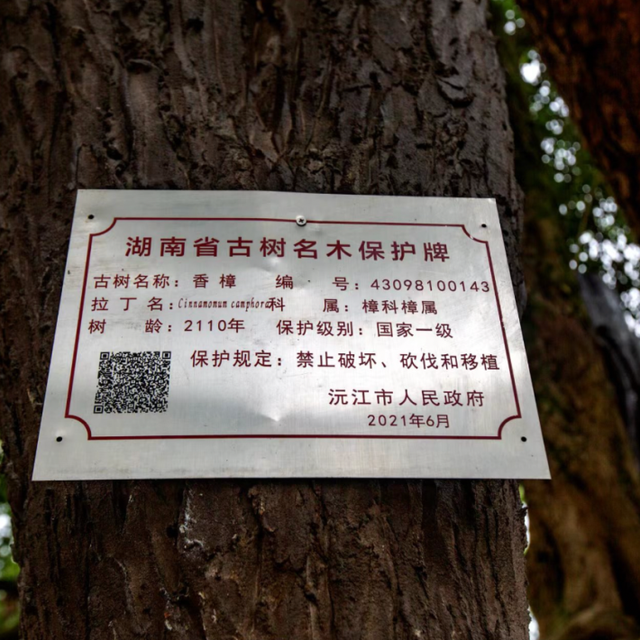 湖南省古树名木保护牌
古树名称：香樟 编号：43098100143
拉丁名：Cinnamomum camphora 科属：樟科樟属
树龄：2110年 保护级别：国家一级
保护规定：禁止破坏、砍伐和移植
沅江市人民政府
2021年6月